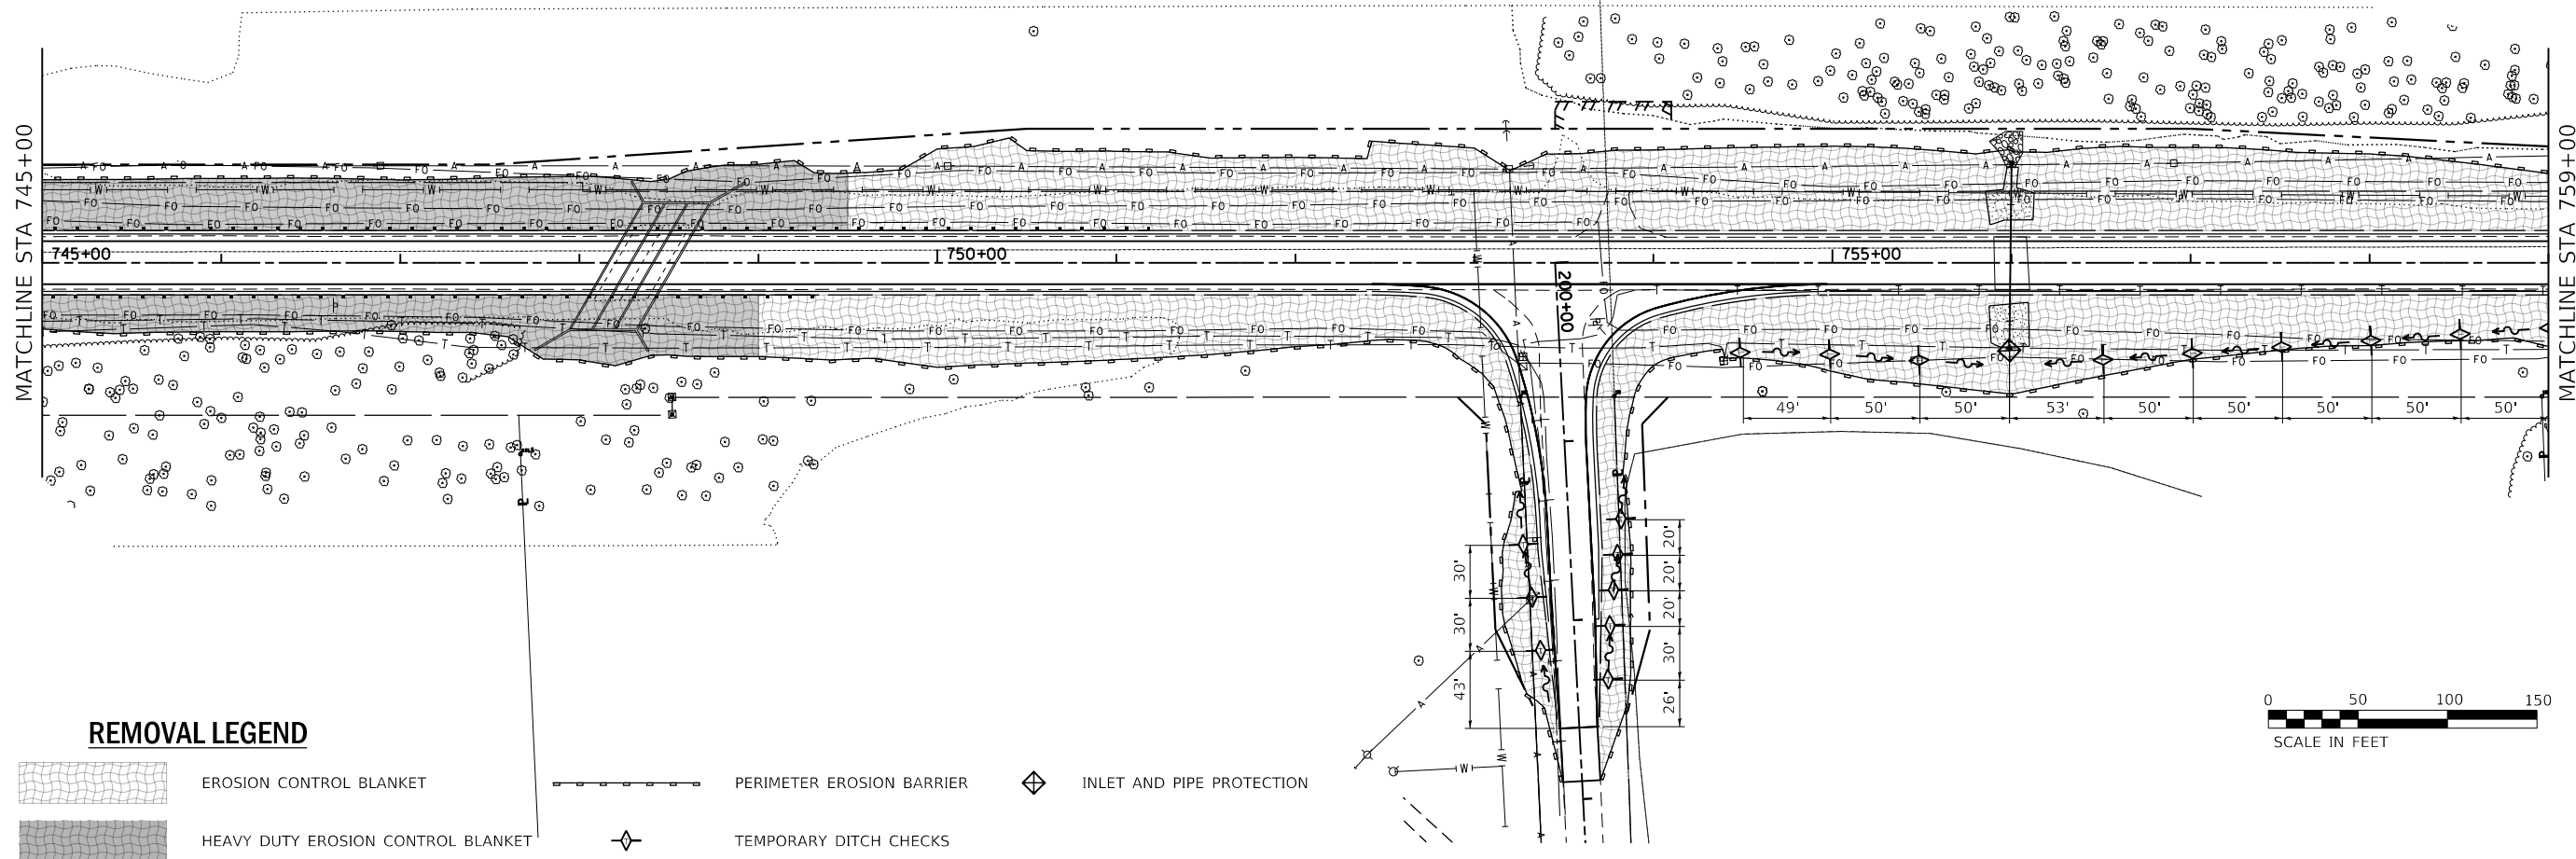 MATCHLINE STA 745+00
745+00
750+00
755+00
MATCHLINE STA 759+00
200+00
49' 50' 50' 53' 50' 50' 50' 50' 50'
30'
30'
43'
20'
20'
20'
30'
26'
0 50 100 150
SCALE IN FEET
REMOVAL LEGEND
EROSION CONTROL BLANKET
PERIMETER EROSION BARRIER
INLET AND PIPE PROTECTION
HEAVY DUTY EROSION CONTROL BLANKET
TEMPORARY DITCH CHECKS